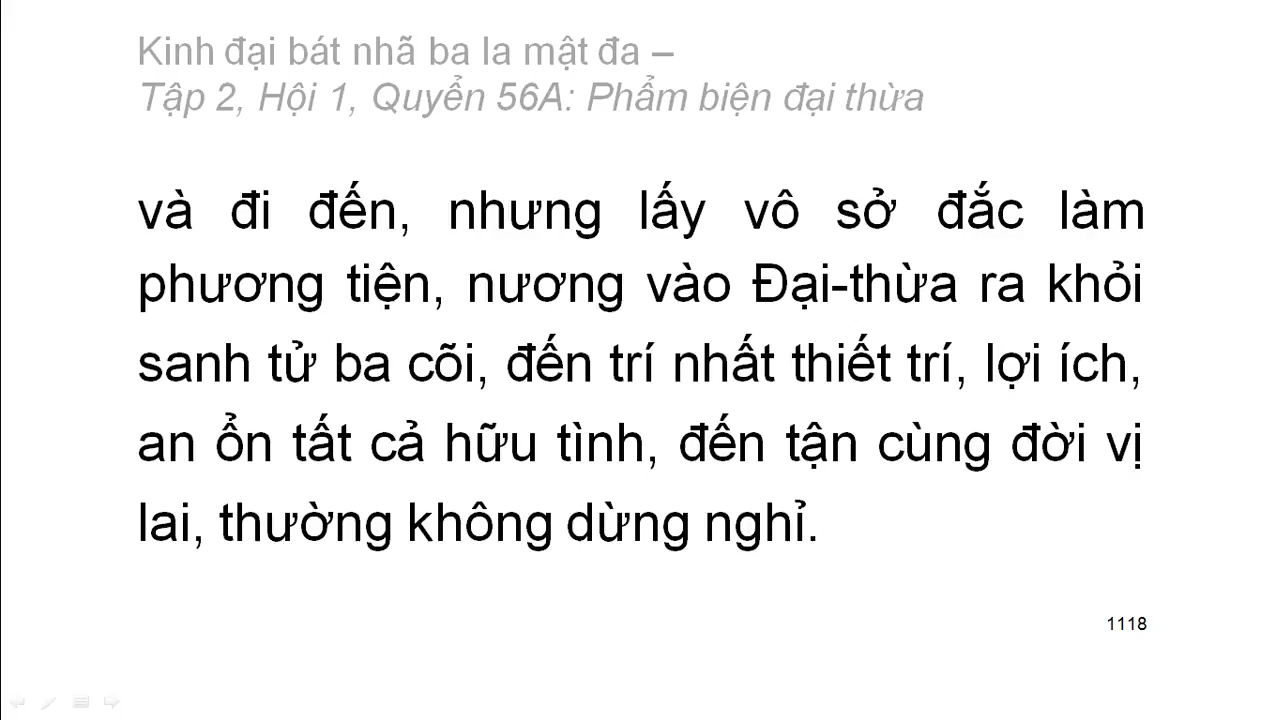 Kinh đại bát nhã ba la mật đa –
Tập 2, Hội 1, Quyển 56A: Phẩm biện đại thừa
và đi đến, nhưng lấy vô sở đắc làm
phương tiện, nương vào Đại-thừa ra khỏi
sanh tử ba cõi, đến trí nhất thiết trí, lợi ích,
an ổn tất cả hữu tình, đến tận cùng đời vị
lai, thường không dừng nghỉ.
1118